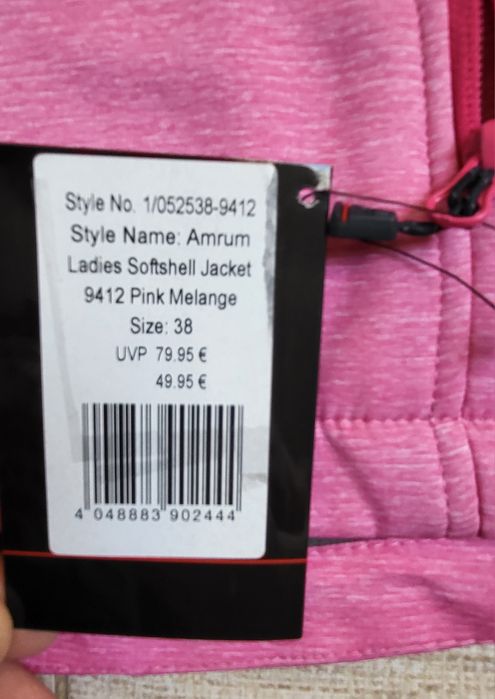 Style No. 1/052538-9412
Style Name: Amrum
Ladies Softshell Jacket
9412 Pink Melange
Size: 38
UVP 79.95 €
49.95 €
4 048883 902444